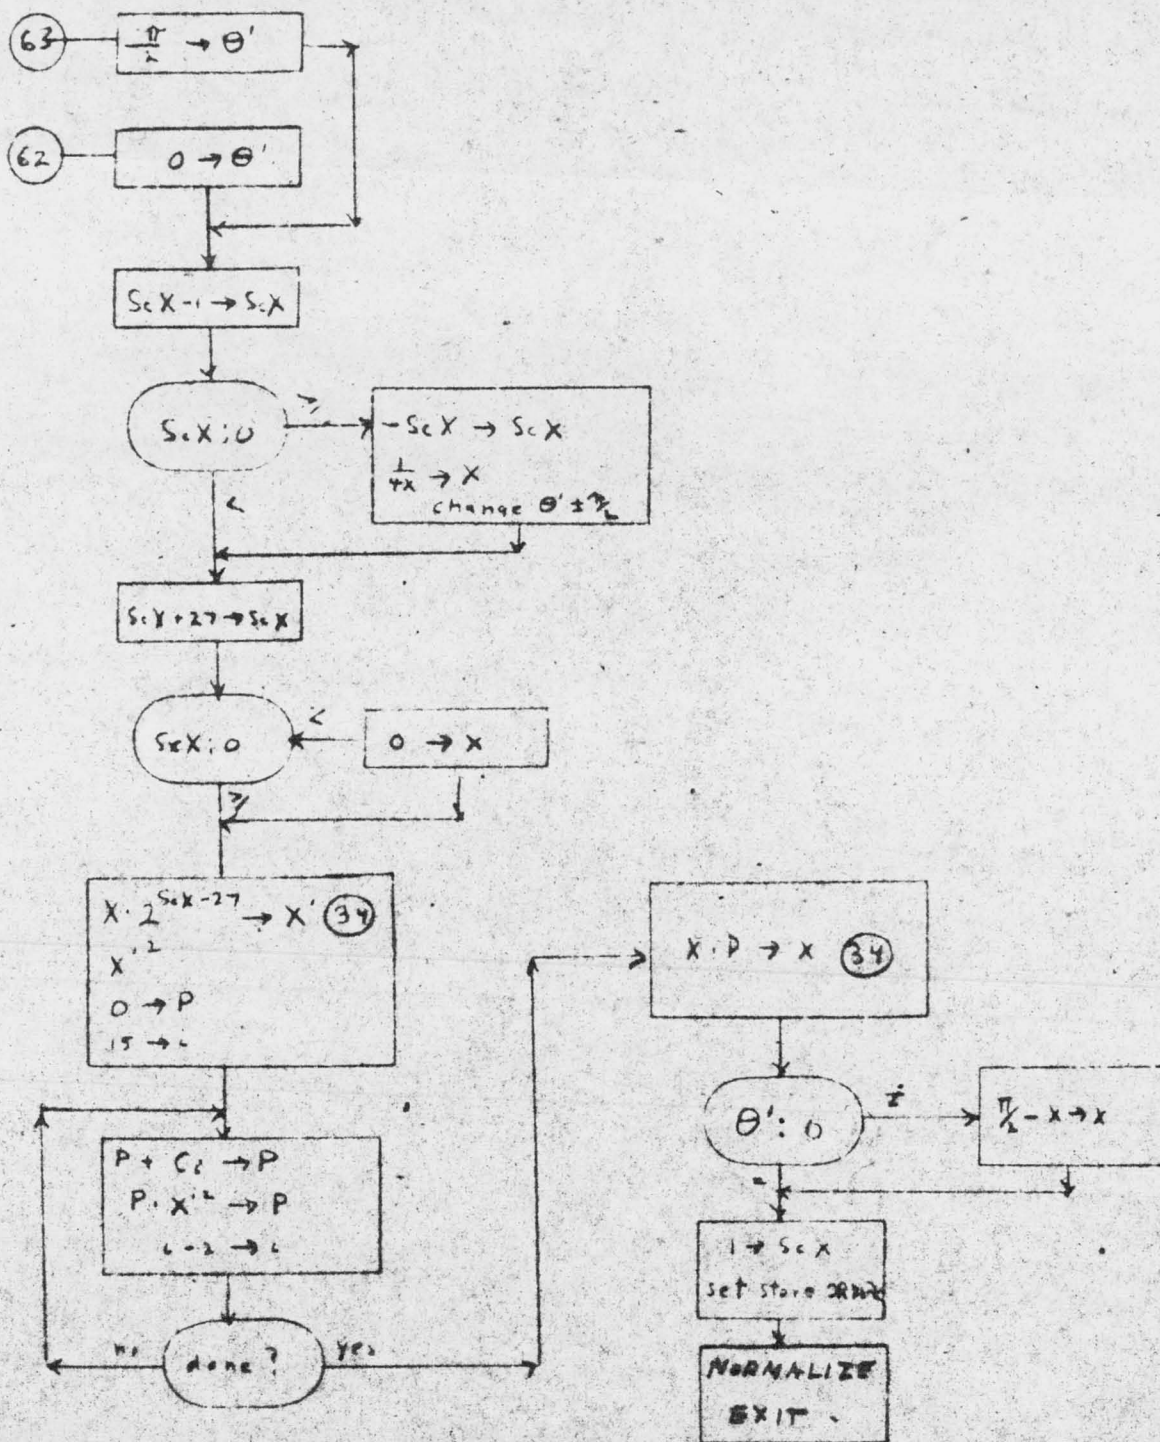 63
π/2 → θ'
62
0 → θ'
ScX-1 → ScX
ScX : 0
≥
-ScX → ScX
1/4X → X
change θ' ± π/2
<
ScX+27 → ScX
ScX : 0
<
0 → X
≥
X · 2^ScX-27 → X' 34
X'^2
0 → P
15 → i
P + Ci → P
P · X'^2 → P
i-2 → i
done?
no
yes
X · P → X 34
θ' : 0
≠
π/2 - X → X
=
1 → ScX
set store
NORMALIZE
EXIT.